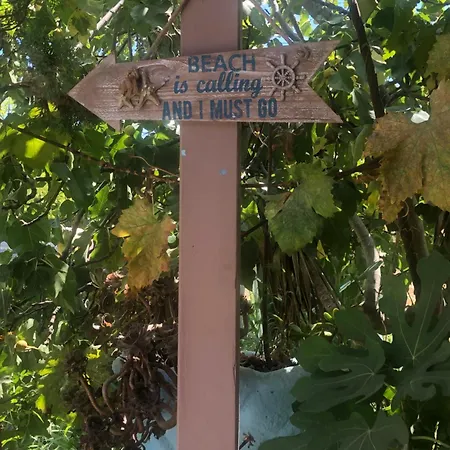 BEACH
is calling
AND I MUST GO